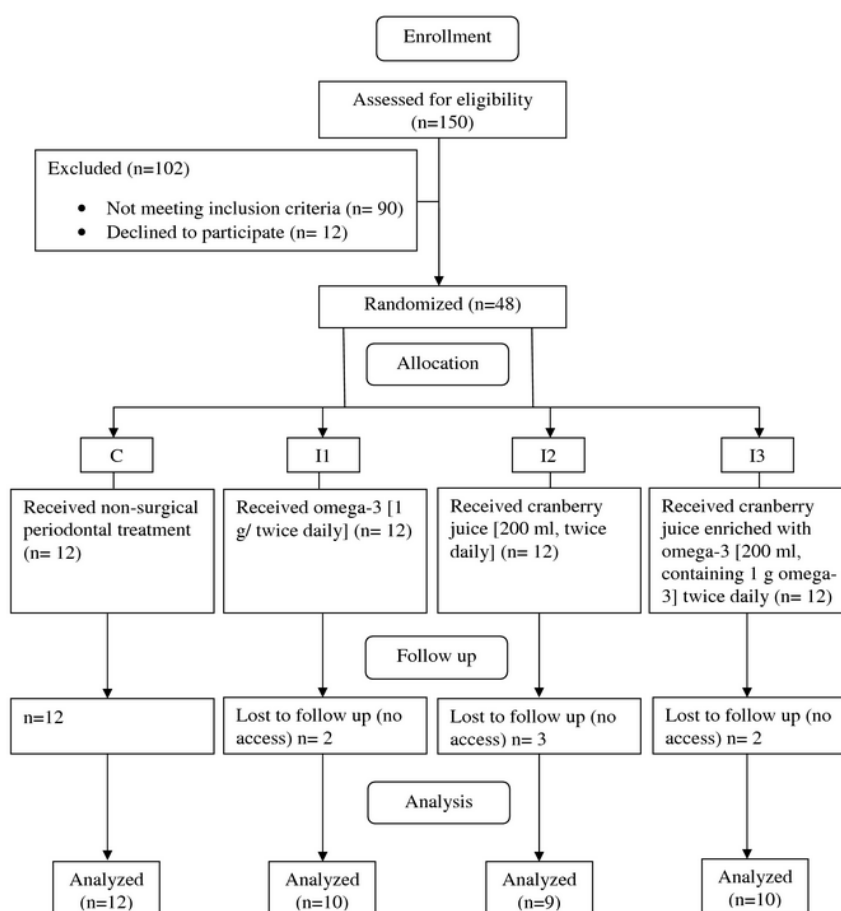 Enrollment
Assessed for eligibility
(n=150)
Excluded (n=102)
• Not meeting inclusion criteria (n= 90)
• Declined to participate (n= 12)
Randomized (n=48)
Allocation
C
I1
I2
I3
Received non-surgical
periodontal treatment
(n= 12)
Received omega-3 [1
g/ twice daily] (n= 12)
Received cranberry
juice [200 ml, twice
daily] (n= 12)
Received cranberry
juice enriched with
omega-3 [200 ml,
containing 1 g omega-
3] twice daily (n= 12)
Follow up
n=12
Lost to follow up (no
access) n= 2
Lost to follow up (no
access) n= 3
Lost to follow up (no
access) n= 2
Analysis
Analyzed
(n=12)
Analyzed
(n=10)
Analyzed
(n=9)
Analyzed
(n=10)